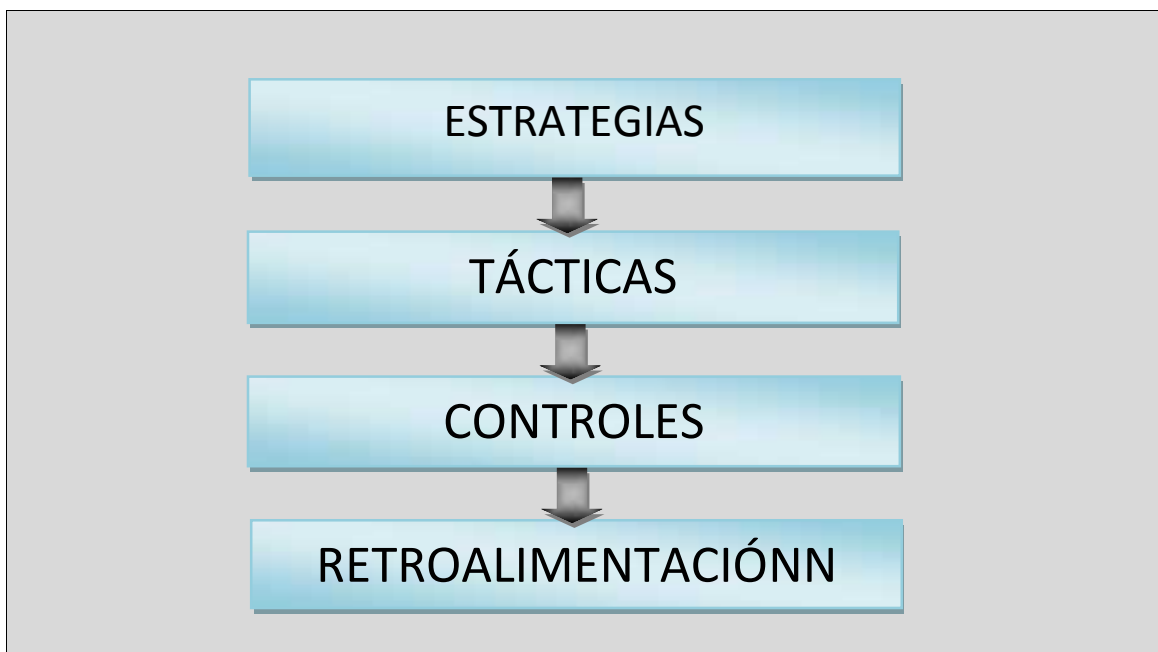 ESTRATEGIAS
TÁCTICAS
CONTROLES
RETROALIMENTACIÓNN